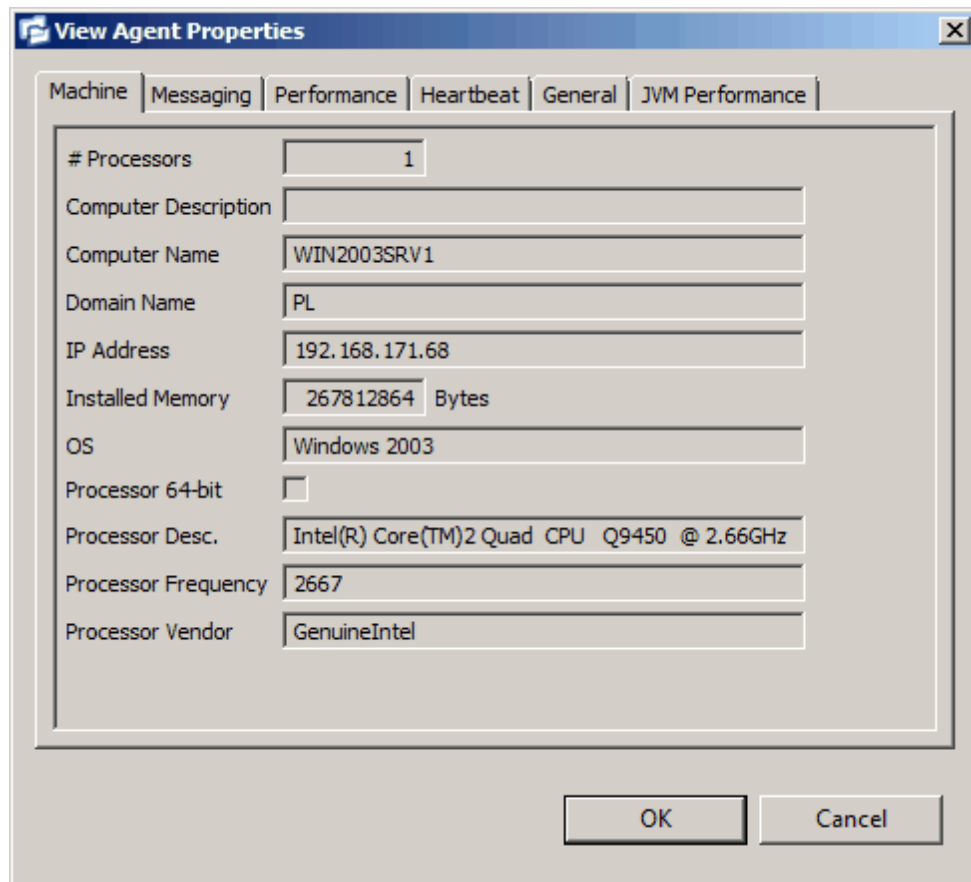 View Agent Properties
Machine Messaging Performance Heartbeat General JVM Performance
# Processors 1
Computer Description
Computer Name WIN2003SRV1
Domain Name PL
IP Address 192.168.171.68
Installed Memory 267812864 Bytes
OS Windows 2003
Processor 64-bit
Processor Desc. Intel(R) Core(TM)2 Quad CPU Q9450 @ 2.66GHz
Processor Frequency 2667
Processor Vendor GenuineIntel
OK Cancel